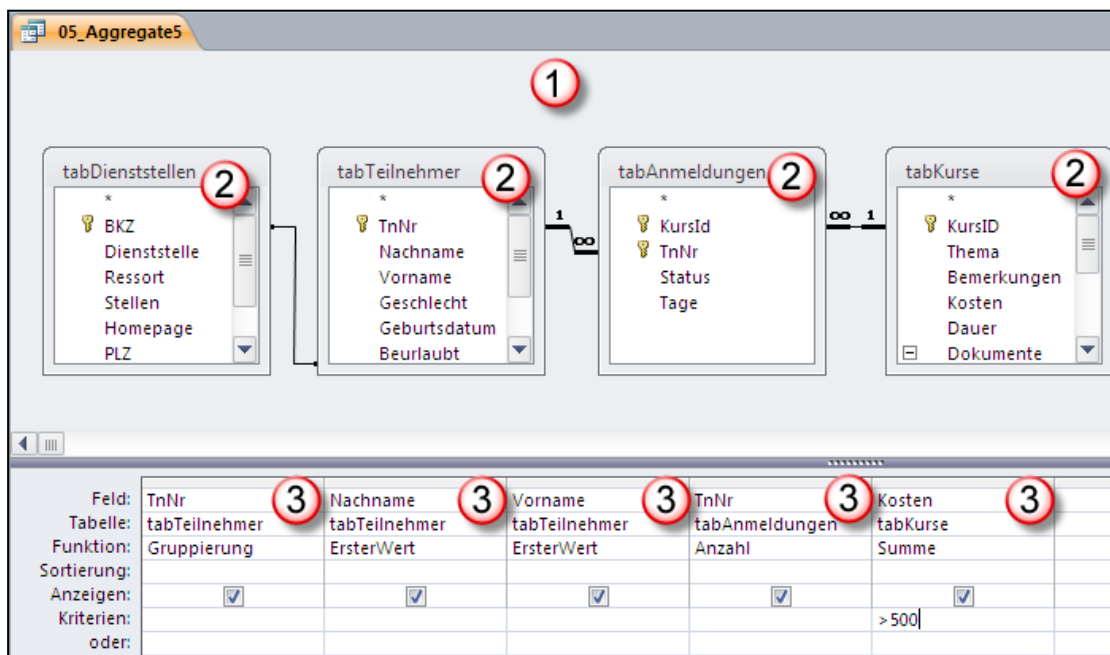 05_Aggregate5
1
tabDienststellen 2
*
BKZ
Dienststelle
Ressort
Stellen
Homepage
PLZ
tabTeilnehmer 2
*
TnNr
Nachname
Vorname
Geschlecht
Geburtsdatum
Beurlaubt
1
∞
tabAnmeldungen 2
*
KursId
TnNr
Status
Tage
∞ 1
tabKurse 2
*
KursID
Thema
Bemerkungen
Kosten
Dauer
Dokumente
Feld: TnNr 3 Nachname 3 Vorname 3 TnNr 3 Kosten 3
Tabelle: tabTeilnehmer tabTeilnehmer tabTeilnehmer tabAnmeldungen tabKurse
Funktion: Gruppierung ErsterWert ErsterWert Anzahl Summe
Sortierung:
Anzeigen:
Kriterien: >500
oder: